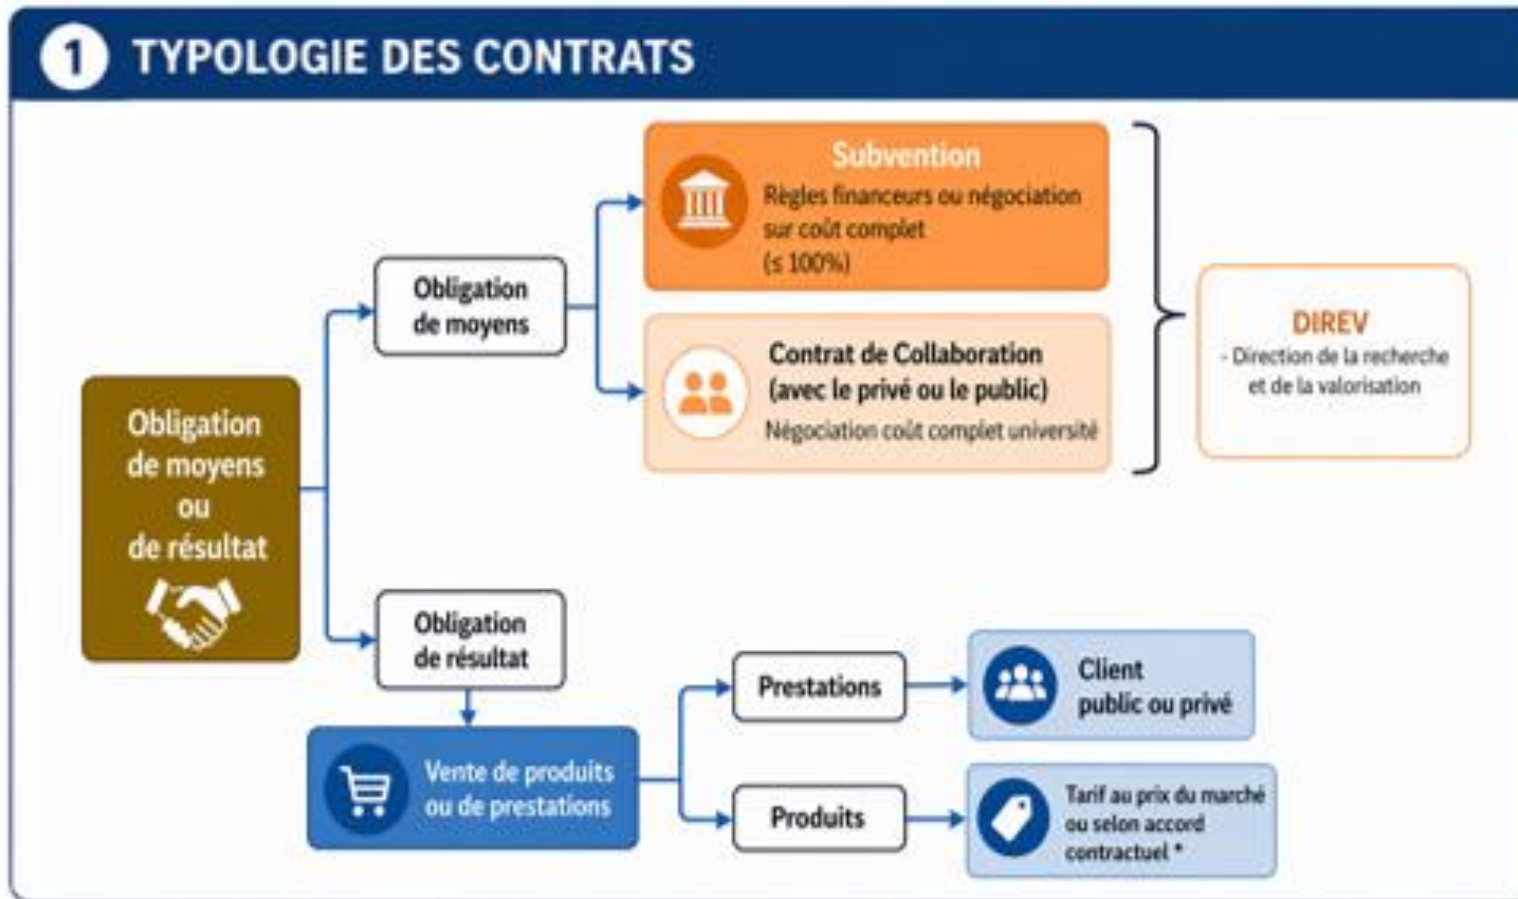 1 TYPOLOGIE DES CONTRATS
Subvention
Règles financeurs ou négociation
sur coût complet
(≤ 100%)
Obligation
de moyens
Contrat de Collaboration
(avec le privé ou le public)
Négociation coût complet université
DIREV
- Direction de la recherche
et de la valorisation
Obligation
de moyens
ou
de résultat
Obligation
de résultat
Vente de produits
ou de prestations
Prestations
Client
public ou privé
Produits
Tarif au prix du marché
ou selon accord
contractuel *